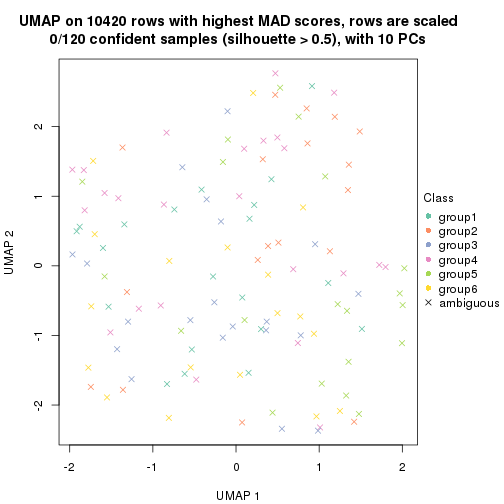 UMAP on 10420 rows with highest MAD scores, rows are scaled
0/120 confident samples (silhouette > 0.5), with 10 PCs
Class
group1
group2
group3
group4
group5
group6
ambiguous
UMAP 2
2
1
0
-1
-2
-2
-1
0
1
2
UMAP 1